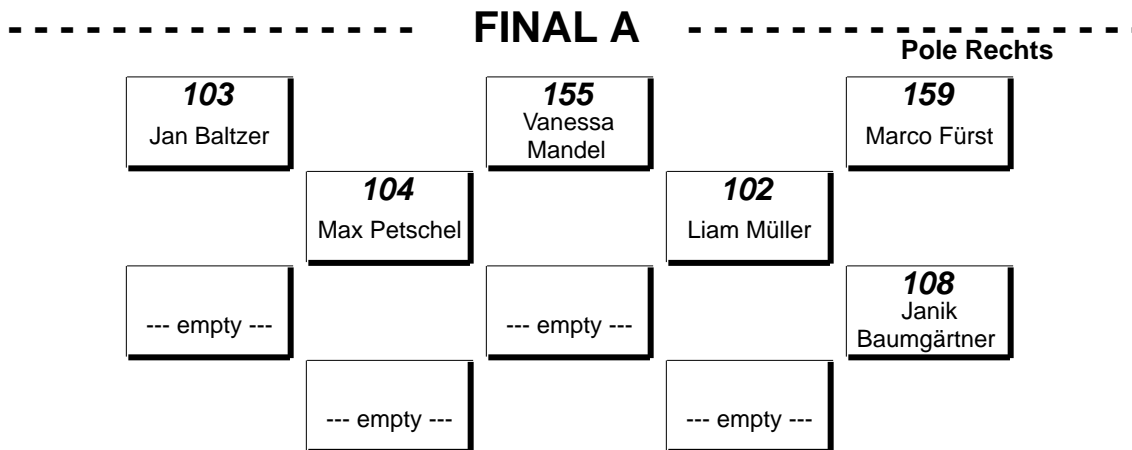 - - - - - - - - - - - - - - - - - FINAL A - - - - - - - - - - - - - - - - - - -
Pole Rechts
103
Jan Baltzer
155
Vanessa
Mandel
159
Marco Fürst
104
Max Petschel
102
Liam Müller
--- empty ---
--- empty ---
108
Janik
Baumgärtner
--- empty ---
--- empty ---